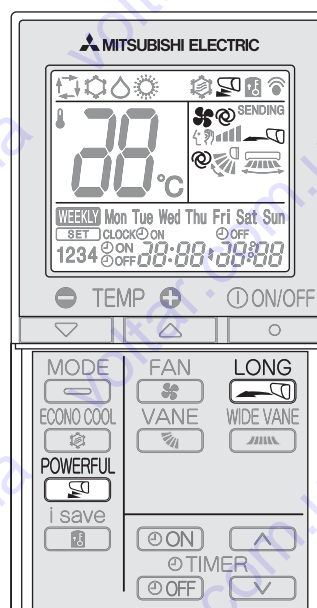 MITSUBISHI ELECTRIC
SENDING
88°C
WEEKLY Mon Tue Wed Thu Fri Sat Sun
SET CLOCK ON OFF
1234 ON OFF 88:88 88:88
TEMP ON/OFF
MODE FAN LONG
ECONO COOL VANE WIDE VANE
POWERFUL
i save
ON
TIMER
OFF